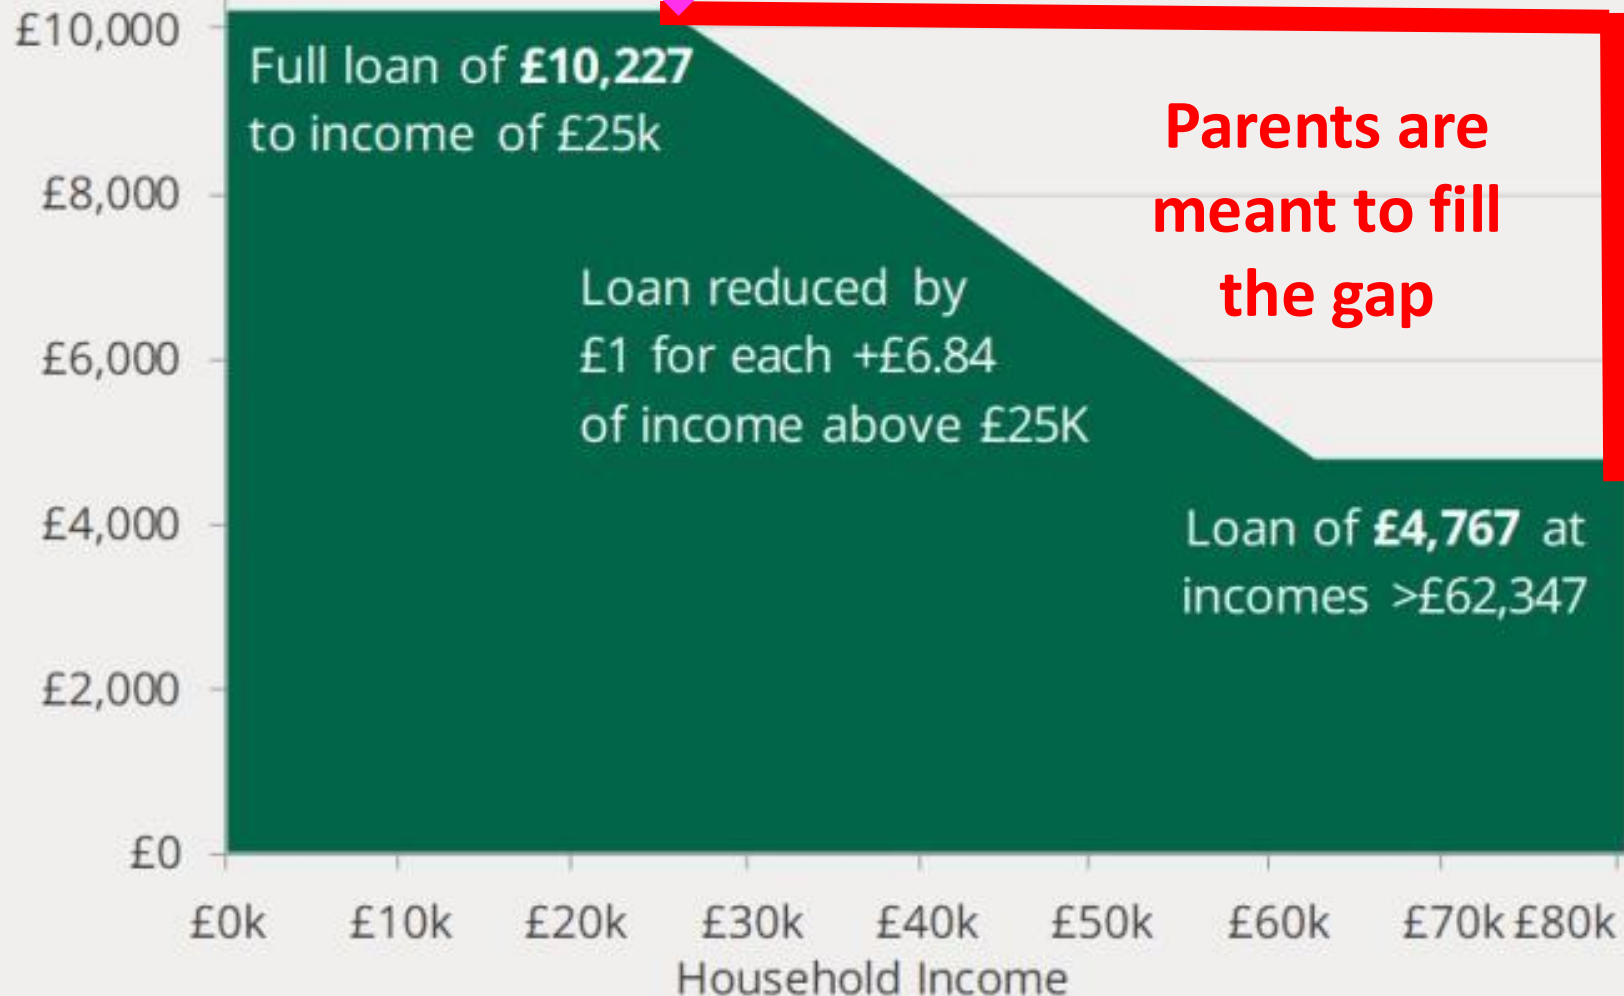 £10,000
Full loan of £10,227
to income of £25k
Parents are
meant to fill
the gap
£8,000
Loan reduced by
£1 for each +£6.84
of income above £25K
£6,000
£4,000
Loan of £4,767 at
incomes >£62,347
£2,000
£0
£0k £10k £20k £30k £40k £50k £60k £70k £80k
Household Income